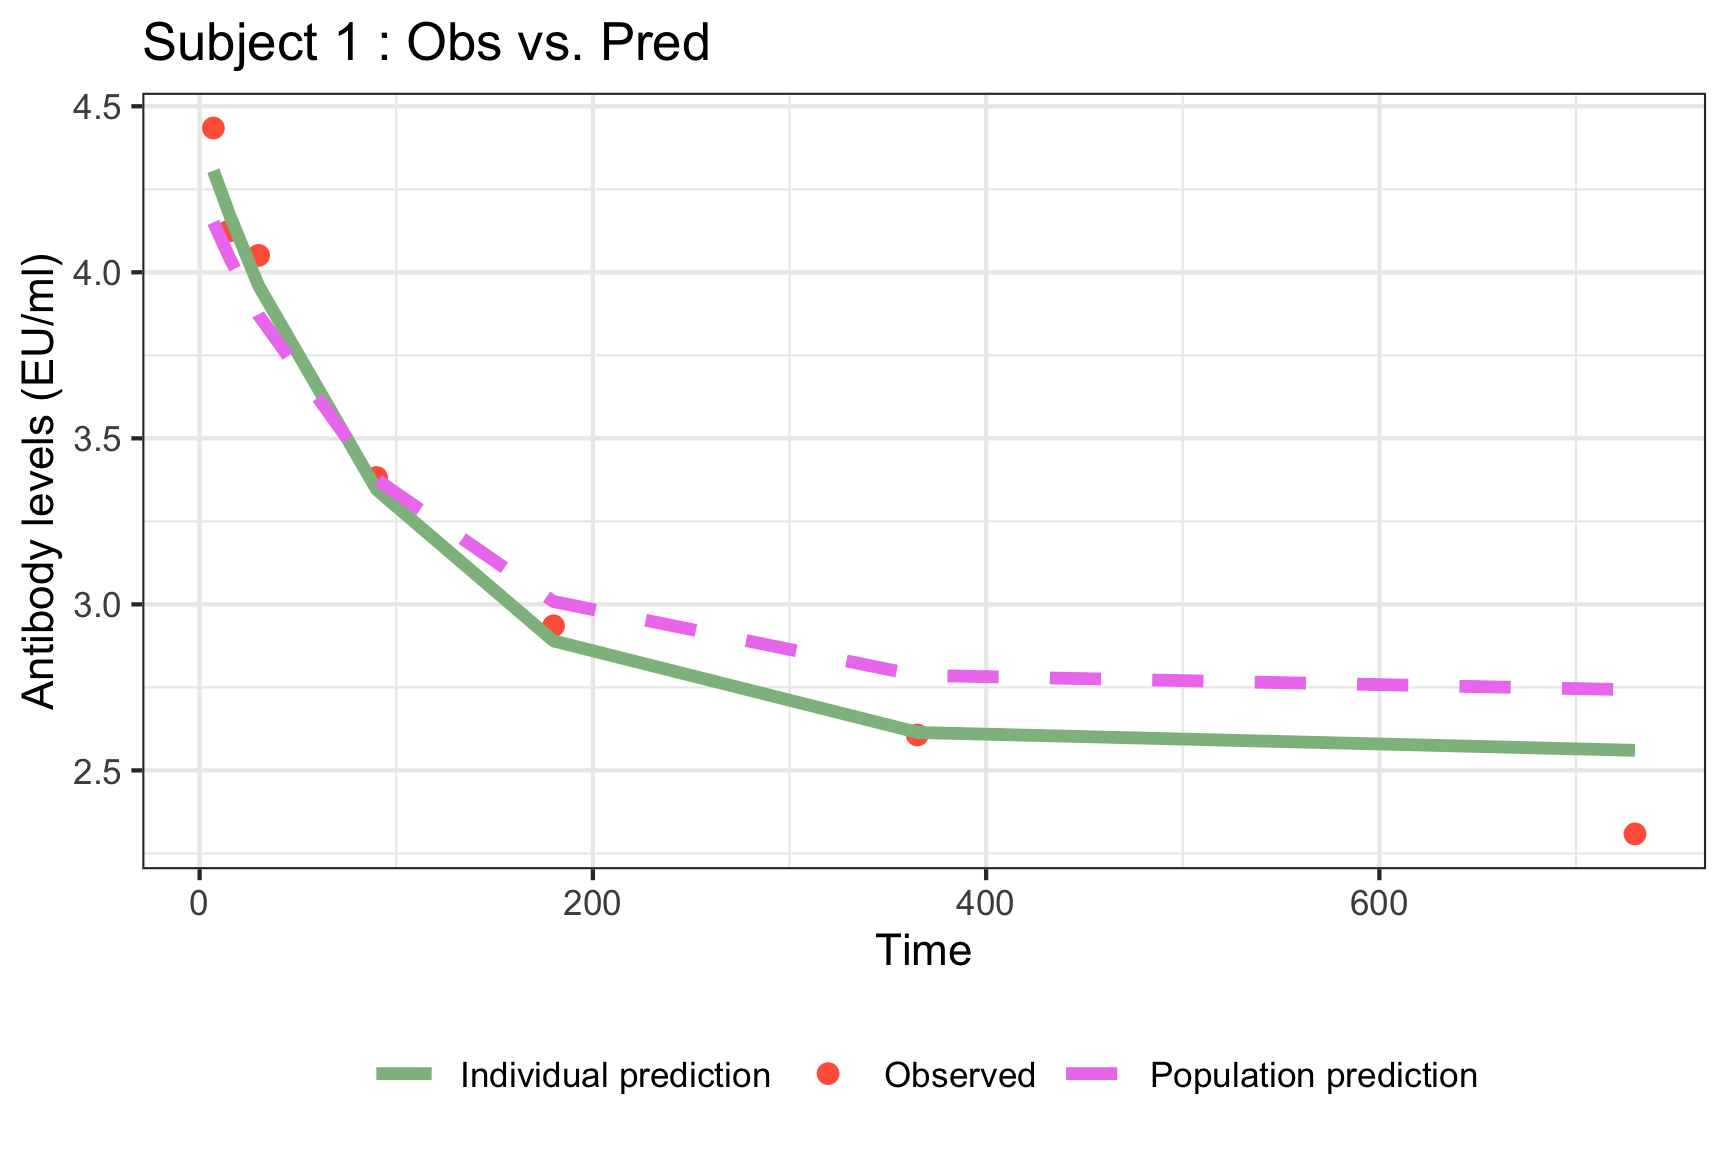 Subject 1 : Obs vs. Pred
Antibody levels (EU/ml)
4.5
4.0
3.5
3.0
2.5
0 200 400 600
Time
Individual prediction Observed Population prediction